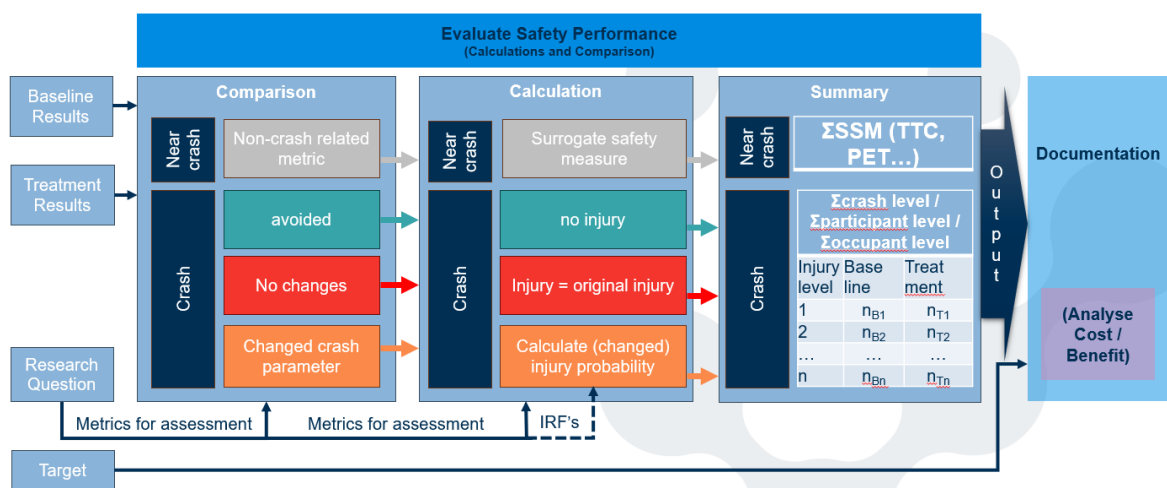 Evaluate Safety Performance
(Calculations and Comparison)
Baseline
Results
Treatment
Results
Research
Question
Target
Comparison
Near
crash
Non-crash related
metric
Crash
avoided
No changes
Changed crash
parameter
Calculation
Near
crash
Surrogate safety
measure
Crash
no injury
Injury = original injury
Calculate (changed)
injury probability
Summary
Near
crash
ΣSSM (TTC,
PET…)
Crash
Σcrash level /
Σparticipant level /
Σoccupant level
Injury level Base line Treat ment
1 nB1 nT1
2 nB2 nT2
… … …
n nBn nTn
Output
Documentation
(Analyse
Cost /
Benefit)
Metrics for assessment
Metrics for assessment
IRF's